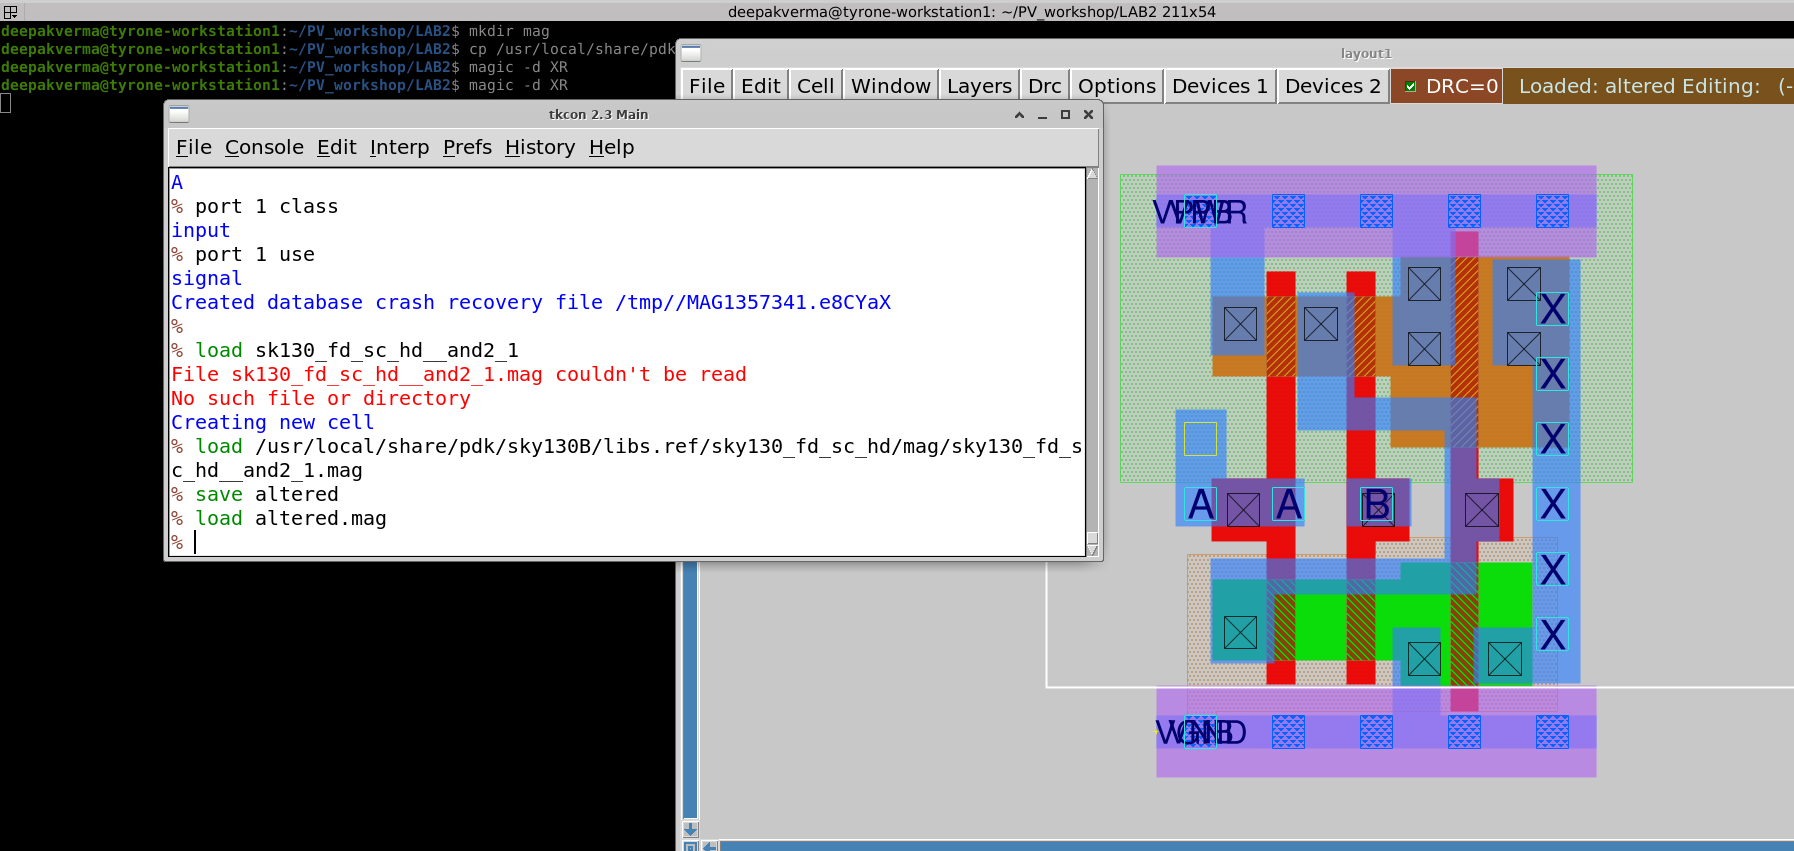 deepakverma@tyrone-workstation1: ~/PV_workshop/LAB2 211x54
deepakverma@tyrone-workstation1:~/PV_workshop/LAB2$ mkdir mag
deepakverma@tyrone-workstation1:~/PV_workshop/LAB2$ cp /usr/local/share/pdk
deepakverma@tyrone-workstation1:~/PV_workshop/LAB2$ magic -d XR
deepakverma@tyrone-workstation1:~/PV_workshop/LAB2$ magic -d XR
layout1
File Edit Cell Window Layers Drc Options Devices 1 Devices 2 DRC=0 Loaded: altered Editing: (-
tkcon 2.3 Main
File Console Edit Interp Prefs History Help
A
% port 1 class
input
% port 1 use
signal
Created database crash recovery file /tmp//MAG1357341.e8CYaX
%
% load sk130_fd_sc_hd__and2_1
File sk130_fd_sc_hd__and2_1.mag couldn't be read
No such file or directory
Creating new cell
% load /usr/local/share/pdk/sky130B/libs.ref/sky130_fd_sc_hd/mag/sky130_fd_s
c_hd__and2_1.mag
% save altered
% load altered.mag
%
X
X
X
A A B X
X
X